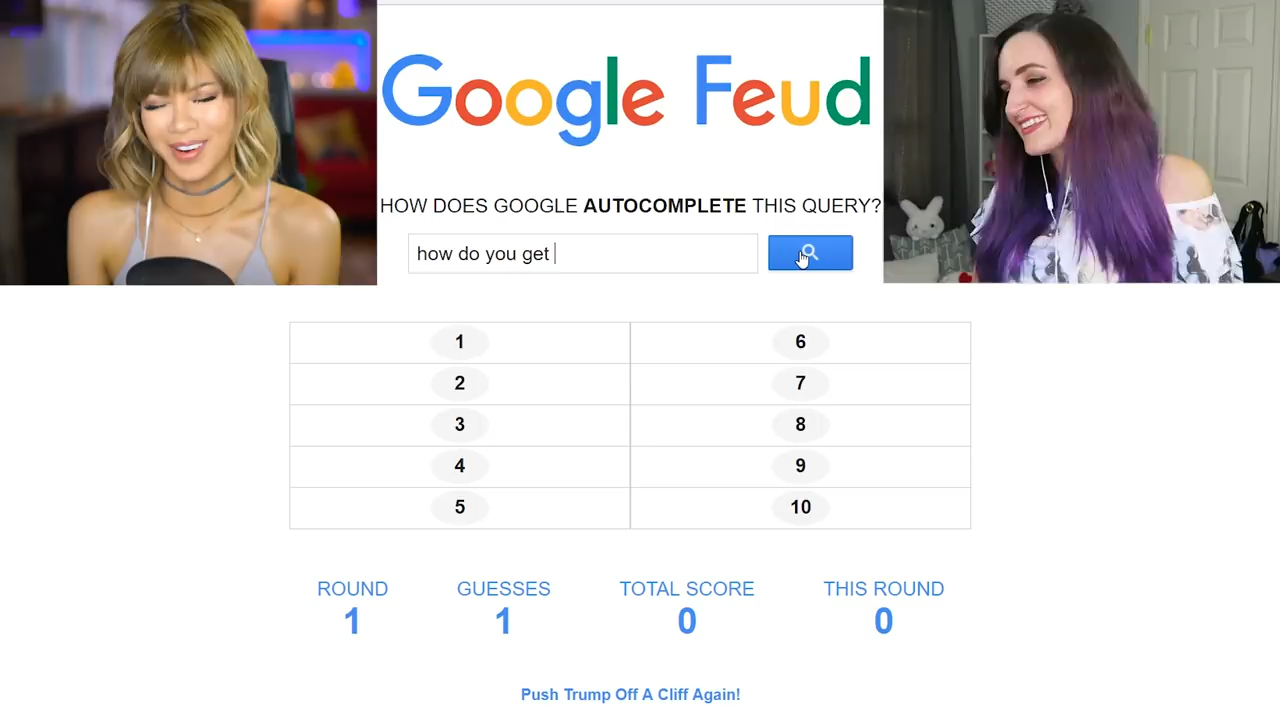 Google Feud
HOW DOES GOOGLE AUTOCOMPLETE THIS QUERY?
how do you get
1 6
2 7
3 8
4 9
5 10
ROUND GUESSES TOTAL SCORE THIS ROUND
1 1 0 0
Push Trump Off A Cliff Again!